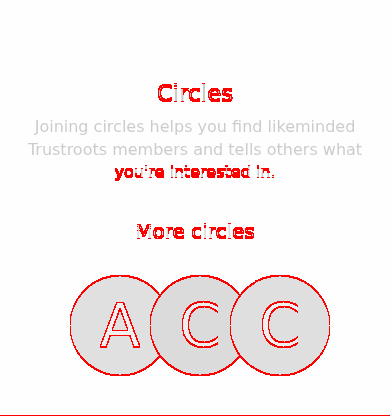 Circles
Joining circles helps you find likeminded
Trustroots members and tells others what
you're interested in.
More circles
A C C